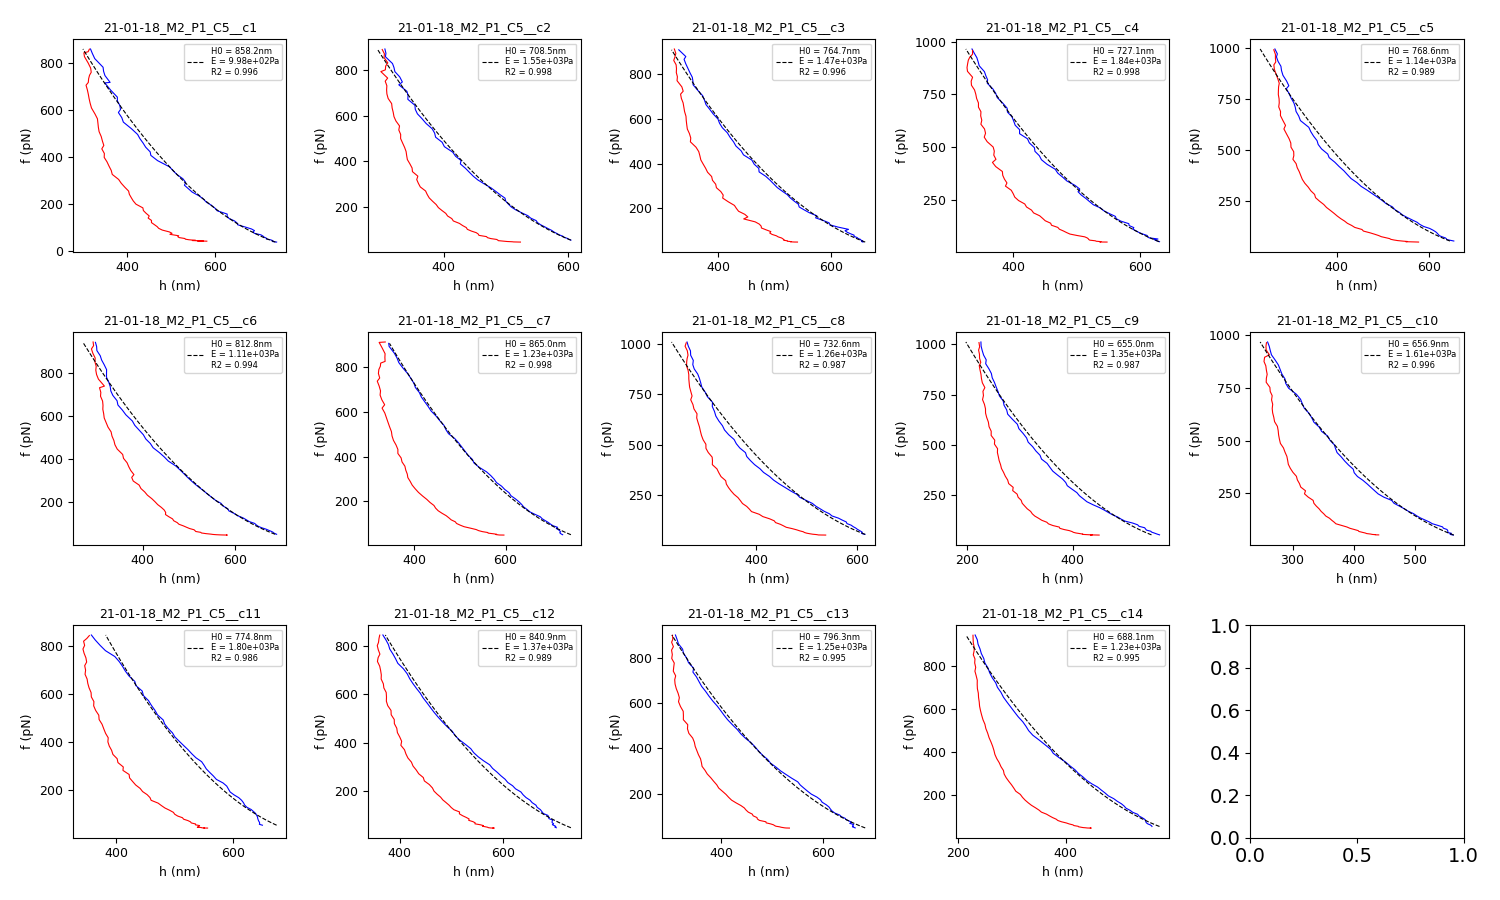 21-01-18_M2_P1_C5__c1
H0 = 858.2nm
E = 9.98e+02Pa
R2 = 0.996
f (pN)
800
600
400
200
0
400 600
h (nm)
21-01-18_M2_P1_C5__c2
H0 = 708.5nm
E = 1.55e+03Pa
R2 = 0.998
f (pN)
800
600
400
200
400 600
h (nm)
21-01-18_M2_P1_C5__c3
H0 = 764.7nm
E = 1.47e+03Pa
R2 = 0.996
f (pN)
800
600
400
200
400 600
h (nm)
21-01-18_M2_P1_C5__c4
H0 = 727.1nm
E = 1.84e+03Pa
R2 = 0.998
f (pN)
1000
750
500
250
400 600
h (nm)
21-01-18_M2_P1_C5__c5
H0 = 768.6nm
E = 1.14e+03Pa
R2 = 0.989
f (pN)
1000
750
500
250
400 600
h (nm)
21-01-18_M2_P1_C5__c6
H0 = 812.8nm
E = 1.11e+03Pa
R2 = 0.994
f (pN)
800
600
400
200
400 600
h (nm)
21-01-18_M2_P1_C5__c7
H0 = 865.0nm
E = 1.23e+03Pa
R2 = 0.998
f (pN)
800
600
400
200
400 600
h (nm)
21-01-18_M2_P1_C5__c8
H0 = 732.6nm
E = 1.26e+03Pa
R2 = 0.987
f (pN)
1000
750
500
250
400 600
h (nm)
21-01-18_M2_P1_C5__c9
H0 = 655.0nm
E = 1.35e+03Pa
R2 = 0.987
f (pN)
1000
750
500
250
200 400
h (nm)
21-01-18_M2_P1_C5__c10
H0 = 656.9nm
E = 1.61e+03Pa
R2 = 0.996
f (pN)
1000
750
500
250
300 400 500
h (nm)
21-01-18_M2_P1_C5__c11
H0 = 774.8nm
E = 1.80e+03Pa
R2 = 0.986
f (pN)
800
600
400
200
400 600
h (nm)
21-01-18_M2_P1_C5__c12
H0 = 840.9nm
E = 1.37e+03Pa
R2 = 0.989
f (pN)
800
600
400
200
400 600
h (nm)
21-01-18_M2_P1_C5__c13
H0 = 796.3nm
E = 1.25e+03Pa
R2 = 0.995
f (pN)
800
600
400
200
400 600
h (nm)
21-01-18_M2_P1_C5__c14
H0 = 688.1nm
E = 1.23e+03Pa
R2 = 0.995
f (pN)
800
600
400
200
200 400
h (nm)
1.0
0.8
0.6
0.4
0.2
0.0
0.0 0.5 1.0